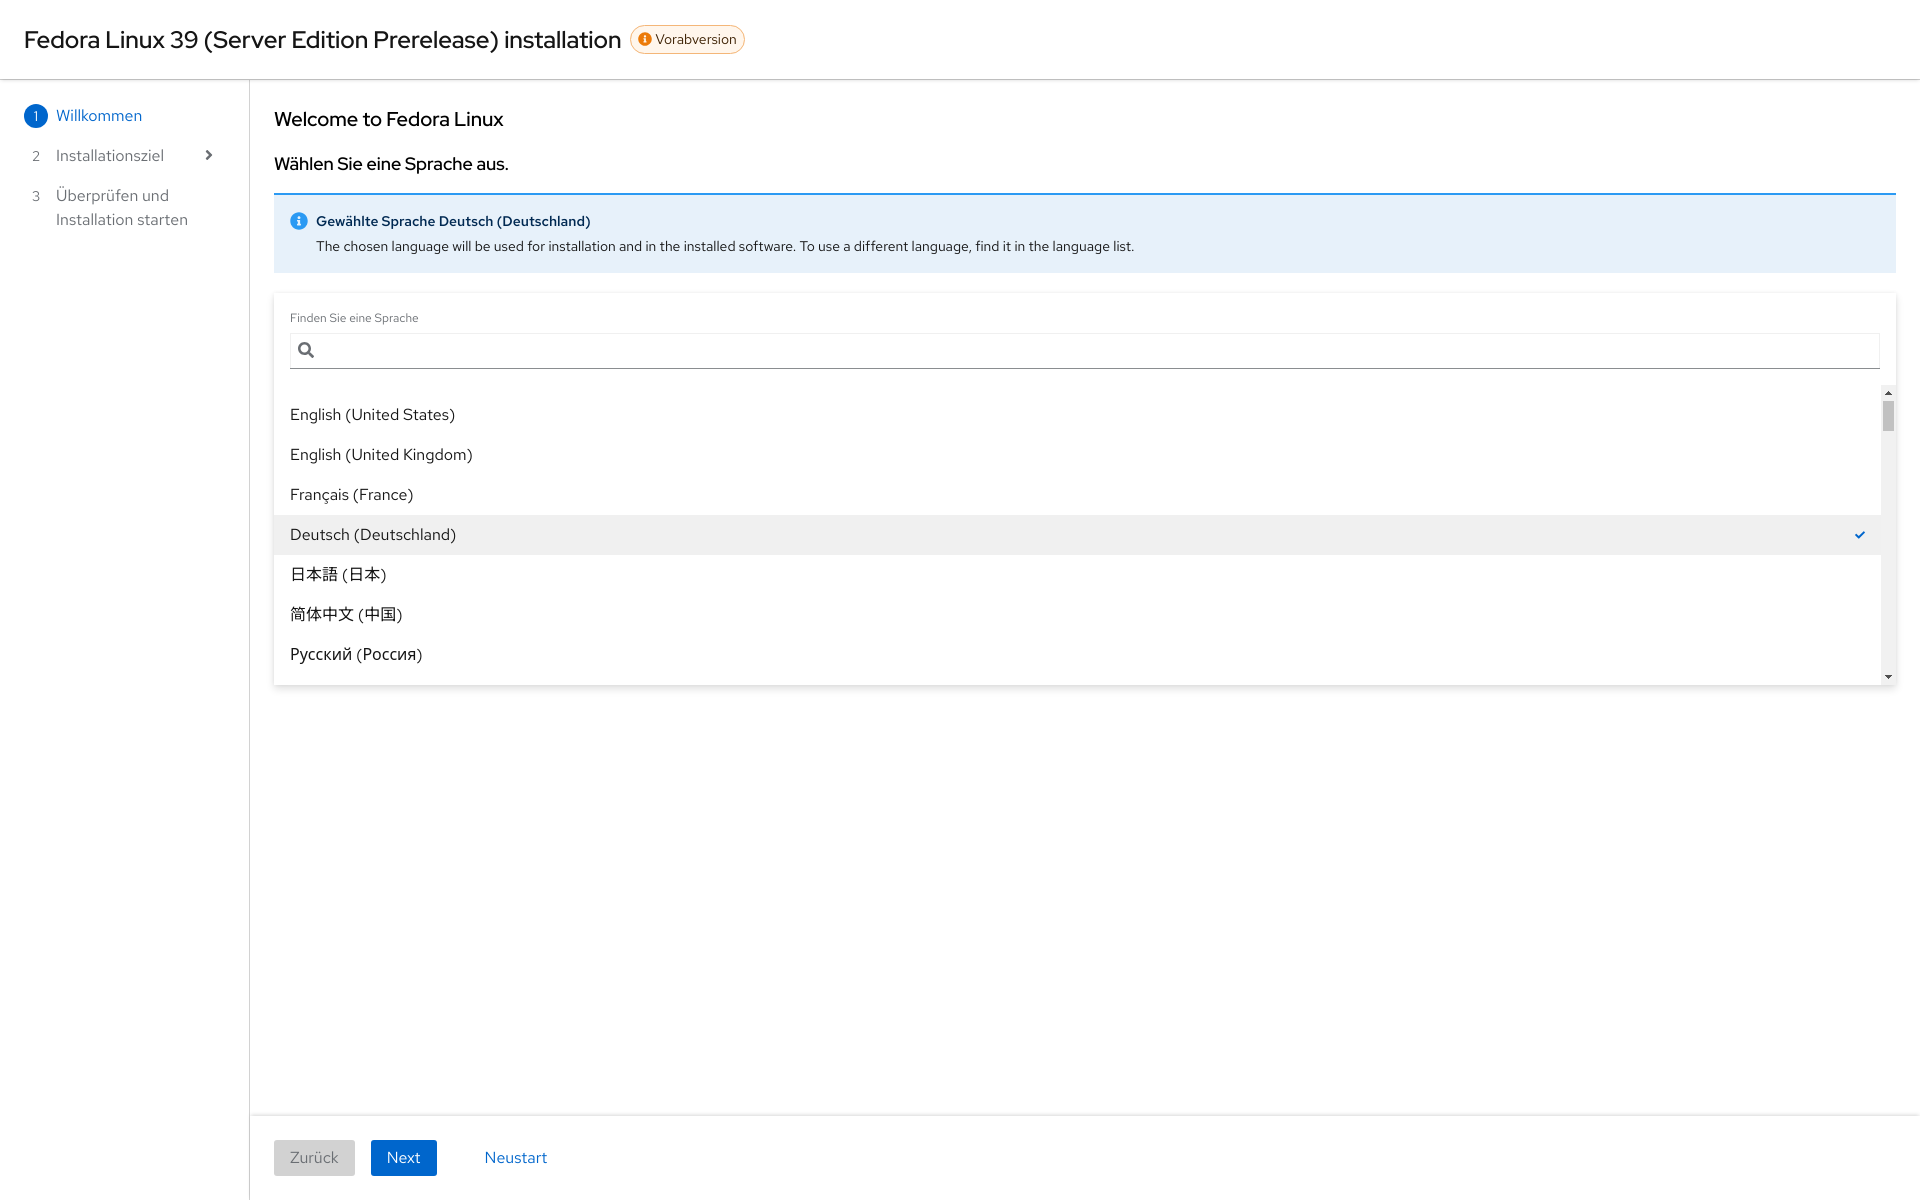 Fedora Linux 39 (Server Edition Prerelease) installation Vorabversion
1 Willkommen
2 Installationsziel
3 Überprüfen und
Installation starten
Welcome to Fedora Linux
Wählen Sie eine Sprache aus.
Gewählte Sprache Deutsch (Deutschland)
The chosen language will be used for installation and in the installed software. To use a different language, find it in the language list.
Finden Sie eine Sprache
English (United States)
English (United Kingdom)
Français (France)
Deutsch (Deutschland)
日本語 (日本)
简体中文 (中国)
Русский (Россия)
Zurück
Next
Neustart